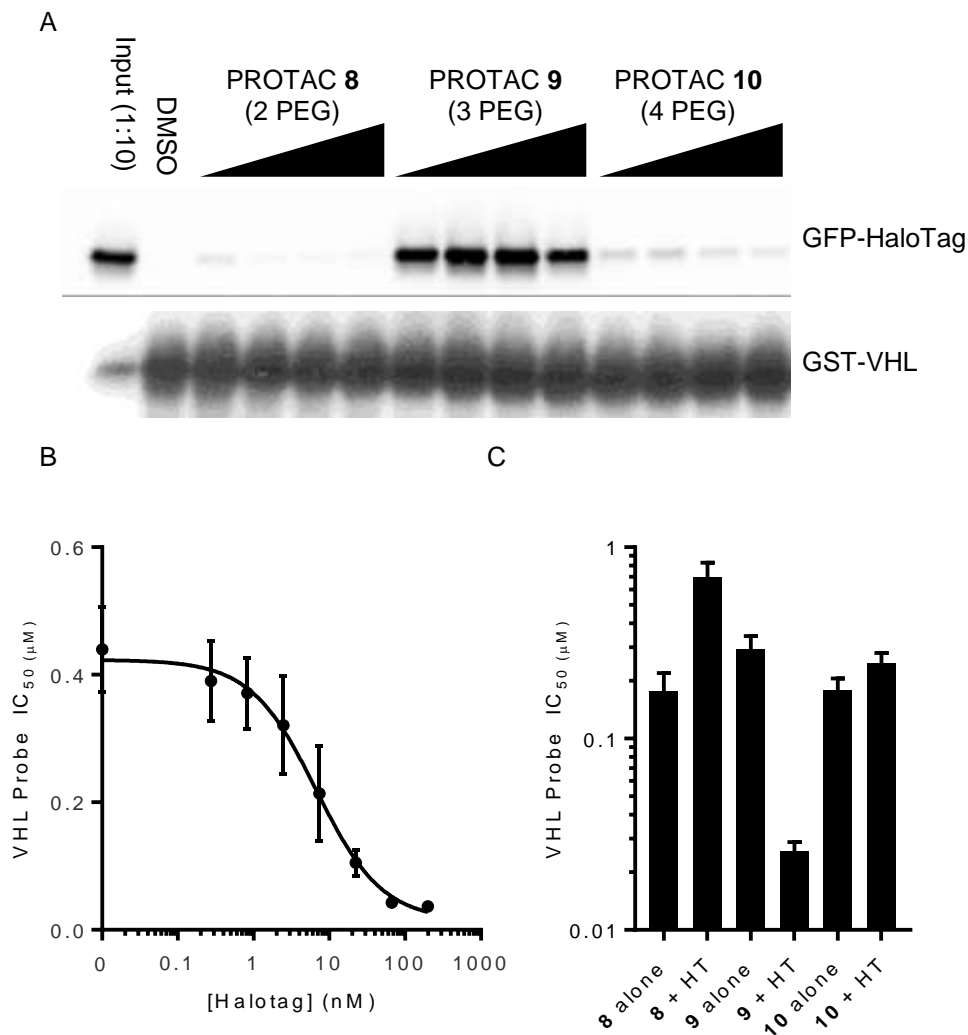 A
Input (1:10)
DMSO
PROTAC 8
(2 PEG)
PROTAC 9
(3 PEG)
PROTAC 10
(4 PEG)
GFP-HaloTag
GST-VHL
B
VHL Probe IC50 (μM)
0.6
0.4
0.2
0.0
0
0.1
1
10
100
1000
[Halotag] (nM)
C
VHL Probe IC50 (μM)
1
0.1
0.01
8 alone
8 + HT
9 alone
9 + HT
10 alone
10 + HT